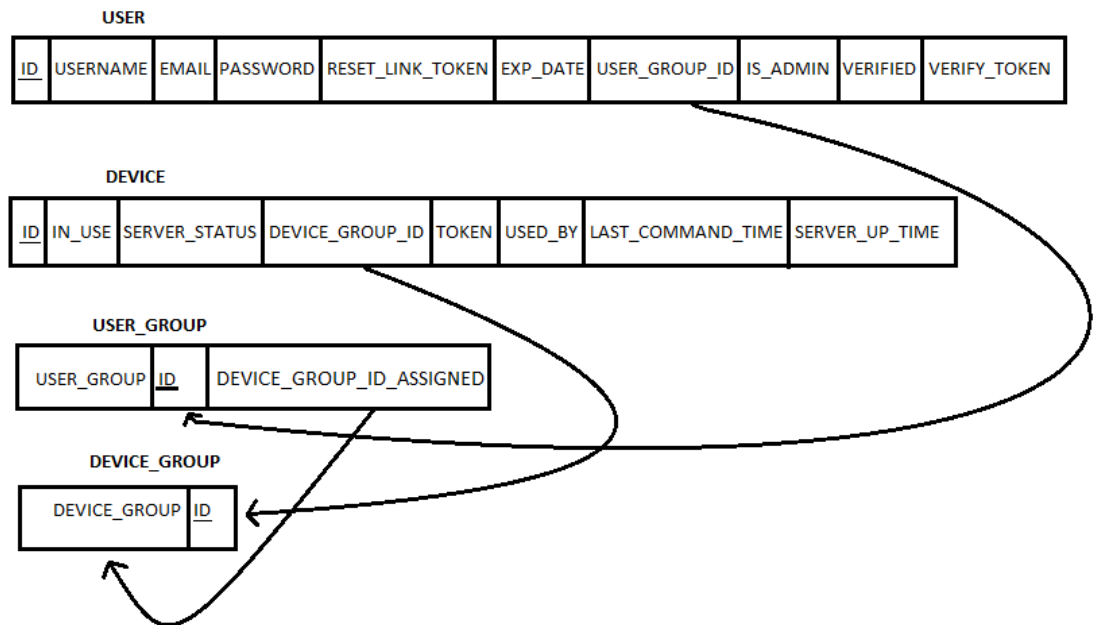 USER
ID USERNAME EMAIL PASSWORD RESET_LINK_TOKEN EXP_DATE USER_GROUP_ID IS_ADMIN VERIFIED VERIFY_TOKEN
DEVICE
ID IN_USE SERVER_STATUS DEVICE_GROUP_ID TOKEN USED_BY LAST_COMMAND_TIME SERVER_UP_TIME
USER_GROUP
USER_GROUP ID DEVICE_GROUP_ID_ASSIGNED
DEVICE_GROUP
DEVICE_GROUP ID